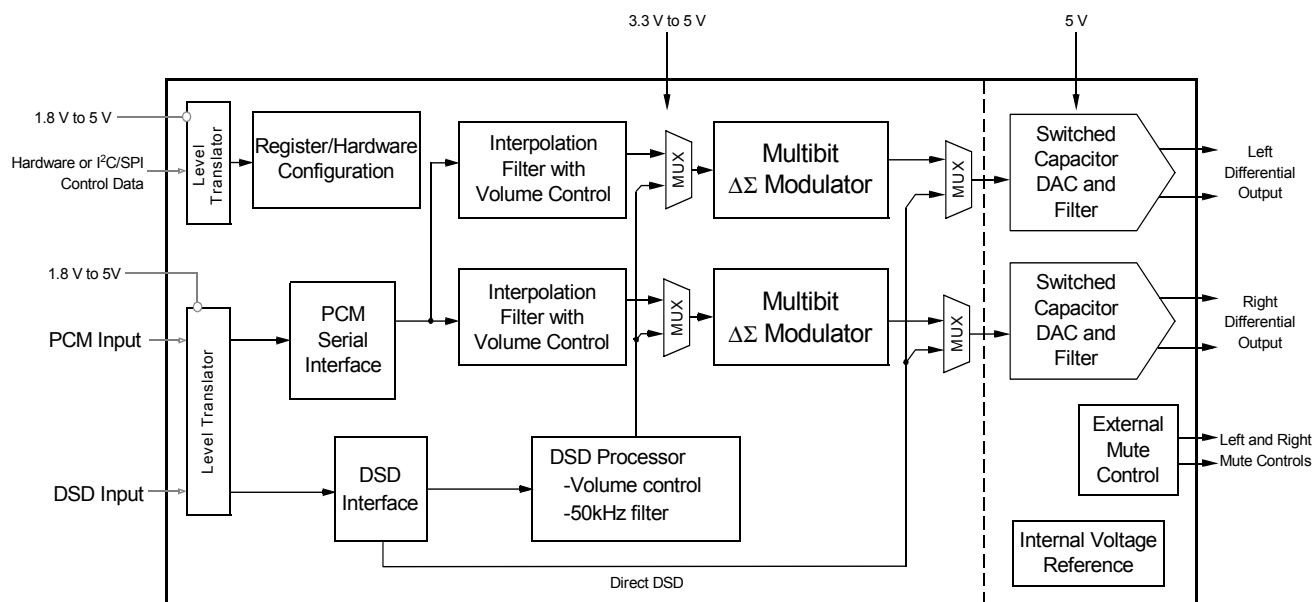 3.3 V to 5 V
5 V
1.8 V to 5 V
Hardware or I²C/SPI
Control Data
Level
Translator
Register/Hardware
Configuration
Interpolation
Filter with
Volume Control
MUX
Multibit
ΔΣ Modulator
MUX
Switched
Capacitor
DAC and
Filter
Left
Differential
Output
1.8 V to 5V
PCM Input
Level Translator
PCM
Serial
Interface
Interpolation
Filter with
Volume Control
MUX
Multibit
ΔΣ Modulator
MUX
Switched
Capacitor
DAC and
Filter
Right
Differential
Output
DSD Input
DSD
Interface
DSD Processor
-Volume control
-50kHz filter
External
Mute
Control
Left and Right
Mute Controls
Internal Voltage
Reference
Direct DSD